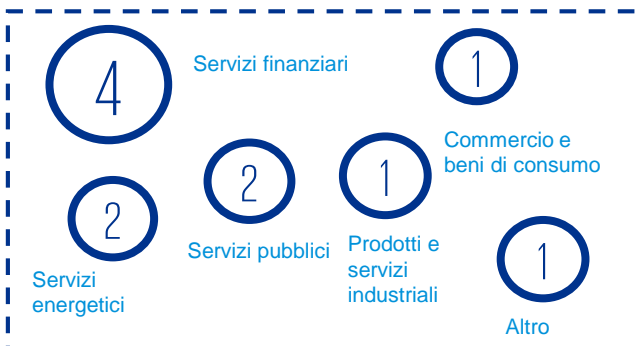 4
Servizi finanziari
1
Commercio e
beni di consumo
2
Servizi
energetici
2
Servizi pubblici
1
Prodotti e
servizi
industriali
1
Altro